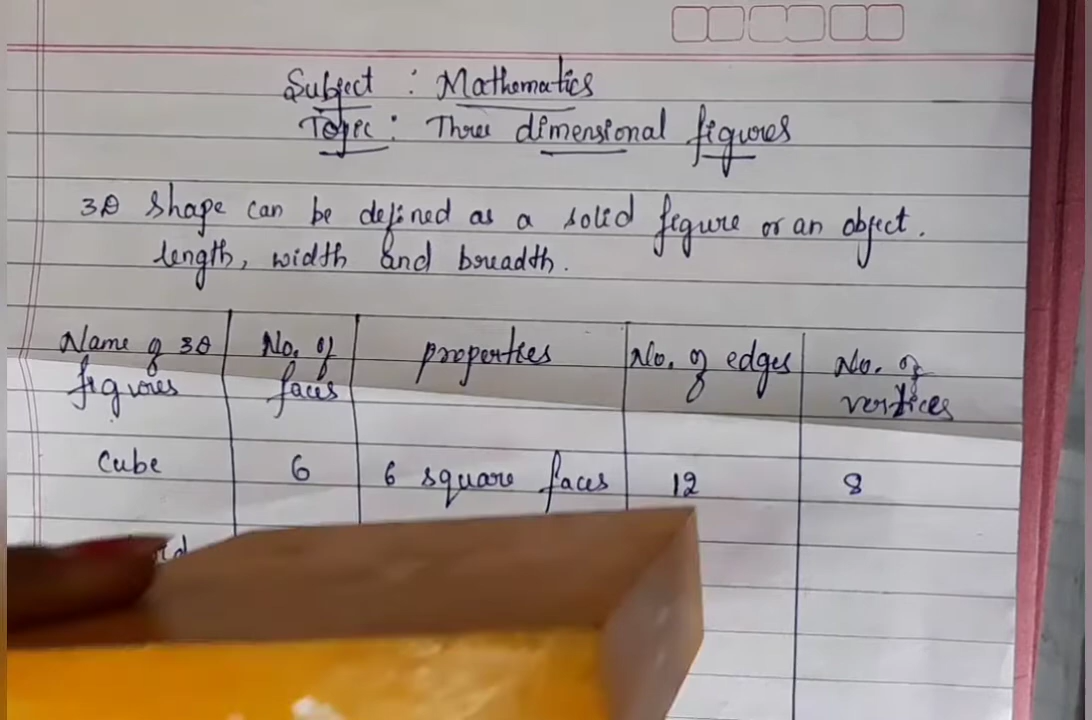 Subject : Mathematics
Topic : Three dimensional figures
3D shape can be defined as a solid figure or an object.
length, width and breadth.
Name of 3D figures | No. of faces | properties | No. of edges | No. of vertices
Cube | 6 | 6 square faces | 12 | 8